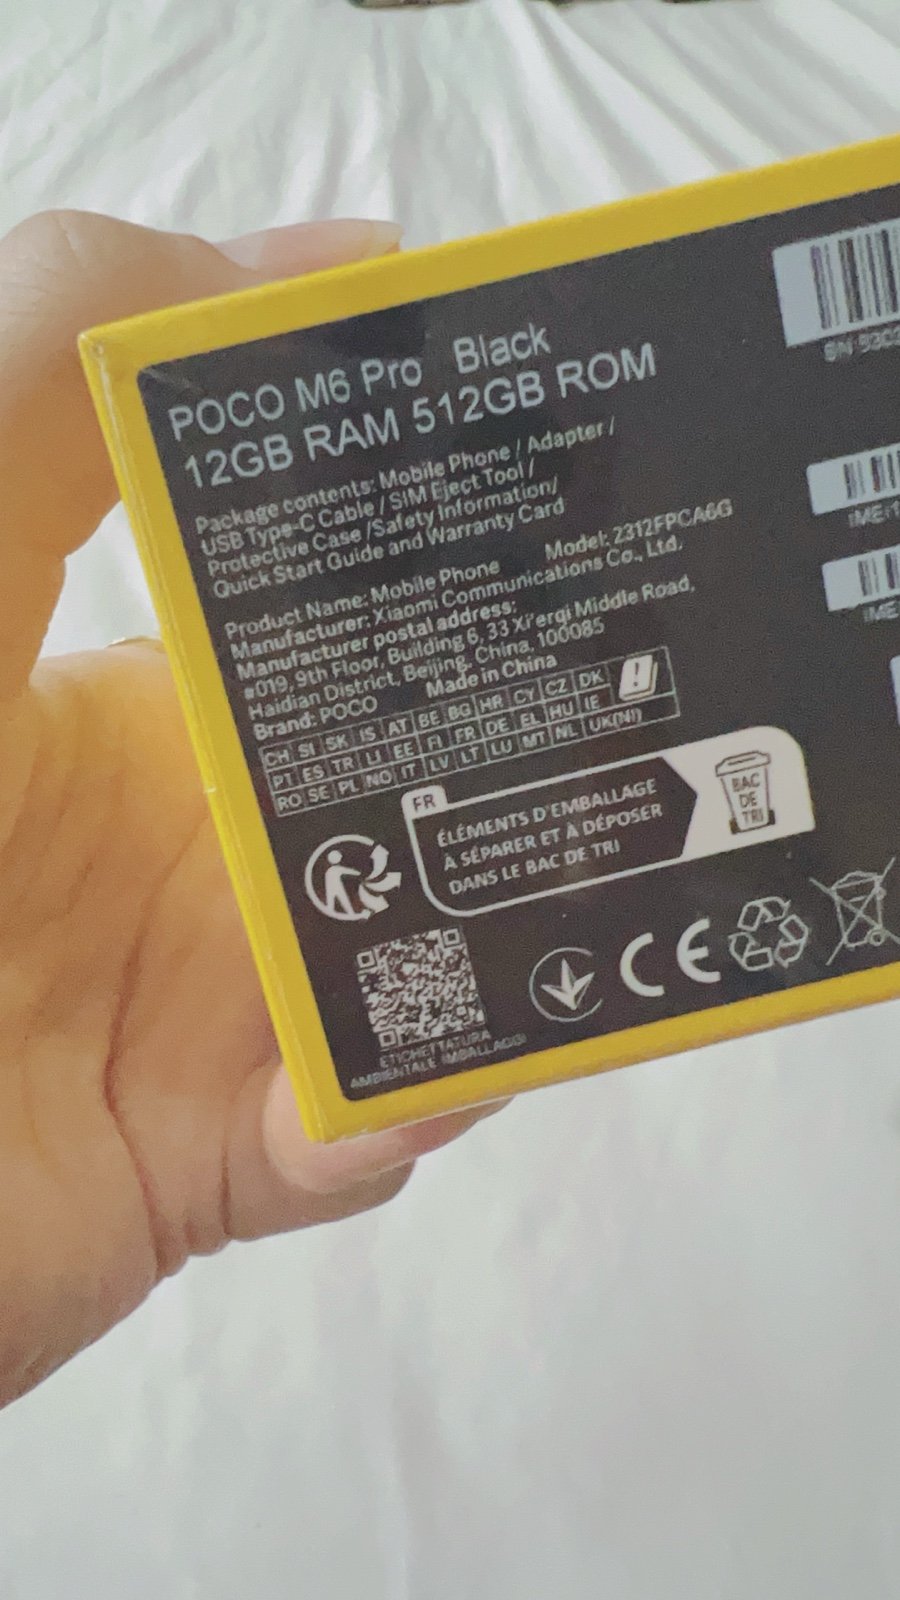 POCO M6 Pro Black
12GB RAM 512GB ROM
Package contents: Mobile Phone / Adapter /
USB Type-C Cable / SIM Eject Tool /
Protective Case /Safety Information/
Quick Start Guide and Warranty Card
Product Name: Mobile Phone Model: 2312FPCA6G
Manufacturer: Xiaomi Communications Co., Ltd.
Manufacturer postal address:
#019, 9th Floor, Building 6, 33 Xi'erqi Middle Road,
Haidian District, Beijing, China, 100085
Brand: POCO Made in China
CH SI SK IS AT BE BG HR CY CZ DK
PT ES TR LI EE FI FR DE EL HU IE
RO SE PL NO IT LV LT LU MT NL UK(NI)
FR
ÉLÉMENTS D'EMBALLAGE
À SÉPARER ET À DÉPOSER
DANS LE BAC DE TRI
BAC
DE
TRI
CE
ETICHETTATURA
AMBIENTALE IMBALLAGGI
SN:
IMEI1
IME